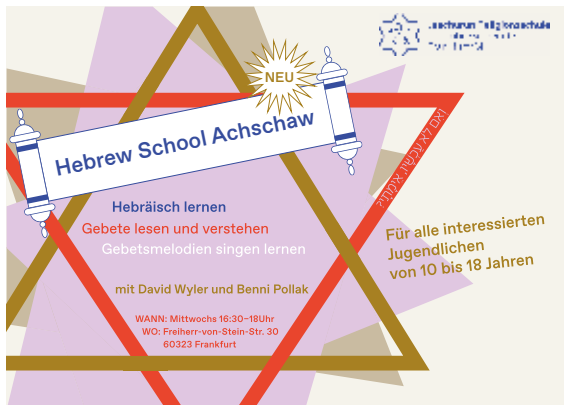 Jeschurun Religionsschule
NEU
Hebrew School Achschaw
Hebräisch lernen
Gebete lesen und verstehen
Gebetsmelodien singen lernen
Für alle interessierten
Jugendlichen
von 10 bis 18 Jahren
mit David Wyler und Benni Pollak
WANN: Mittwochs 16:30–18Uhr
WO: Freiherr-von-Stein-Str. 30
60323 Frankfurt